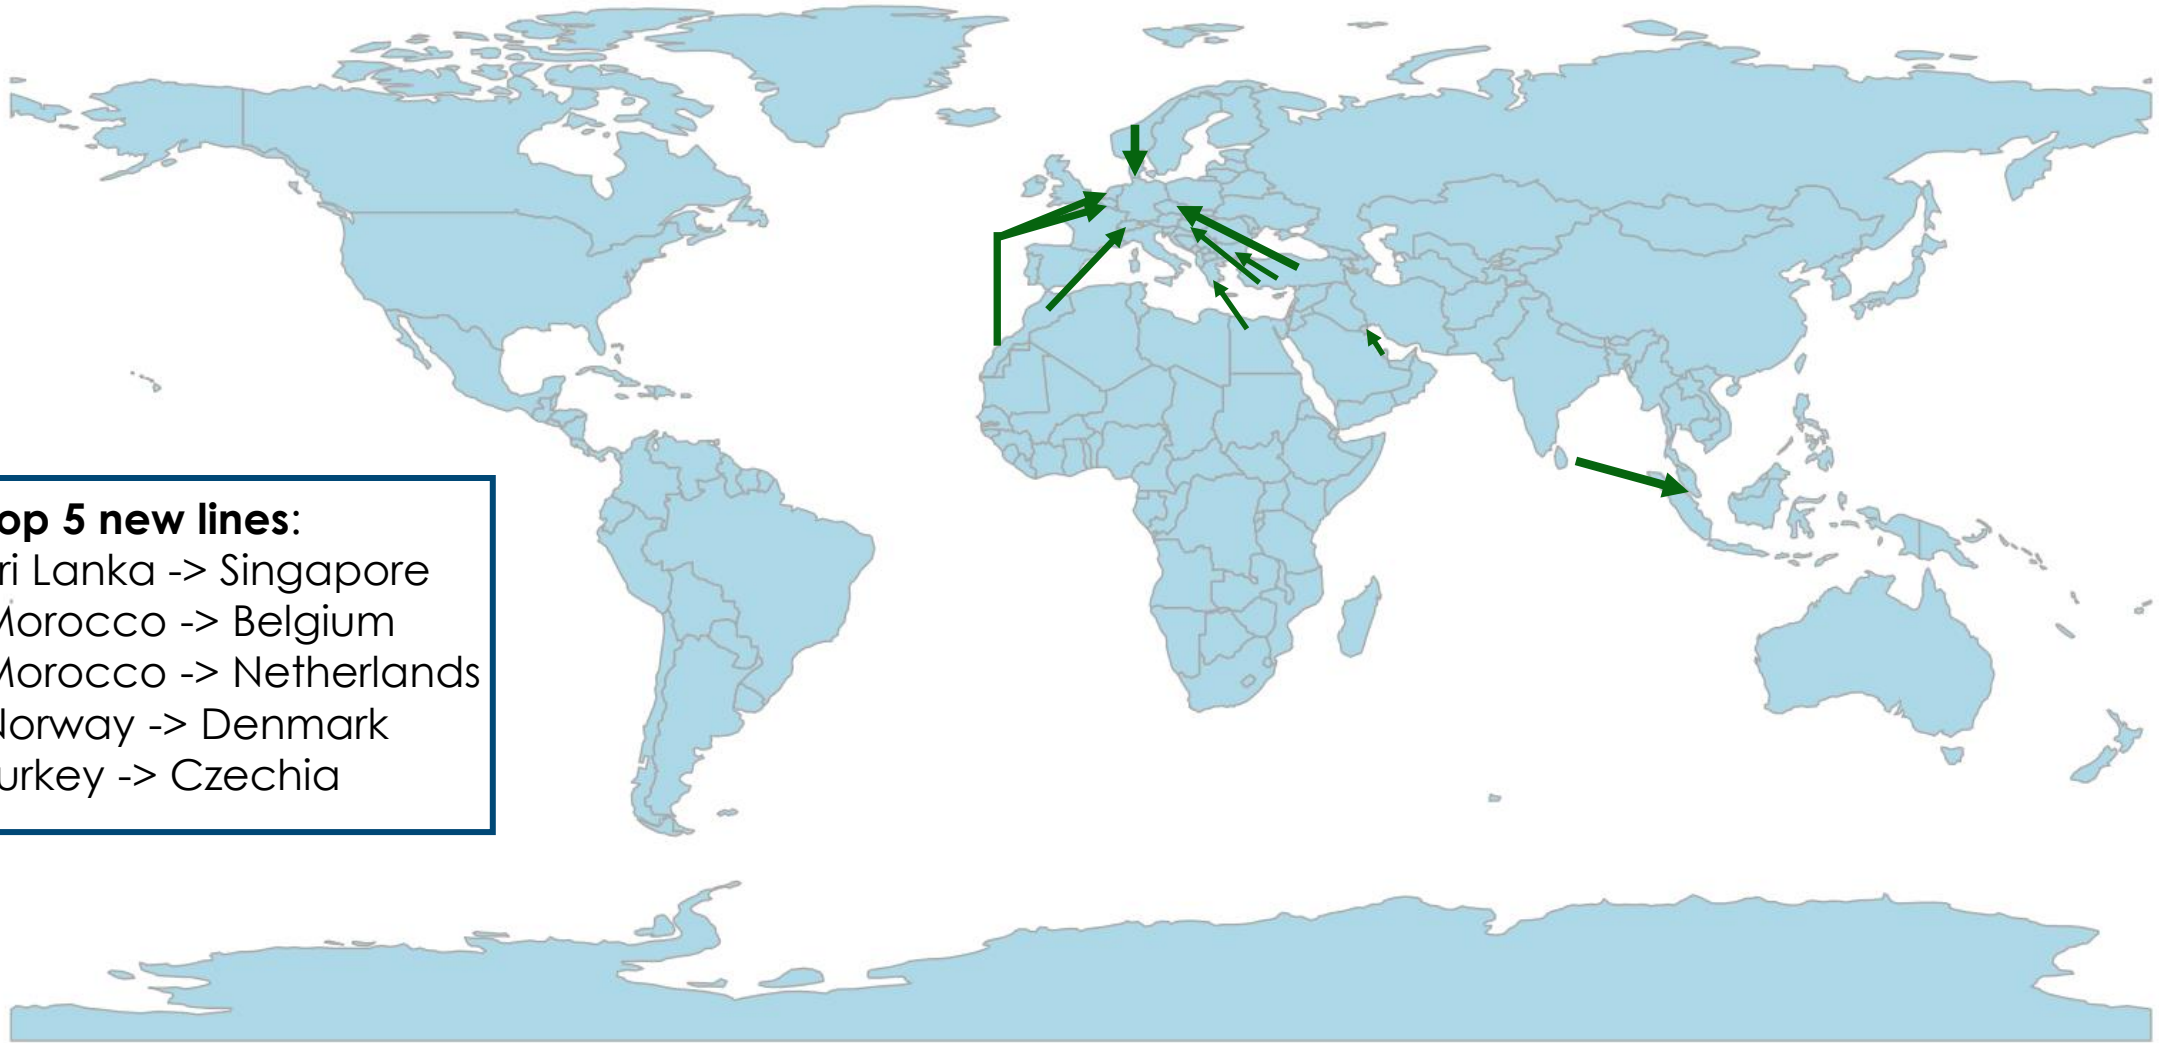 op 5 new lines:
ri Lanka -> Singapore
Morocco -> Belgium
Morocco -> Netherlands
Norway -> Denmark
urkey -> Czechia